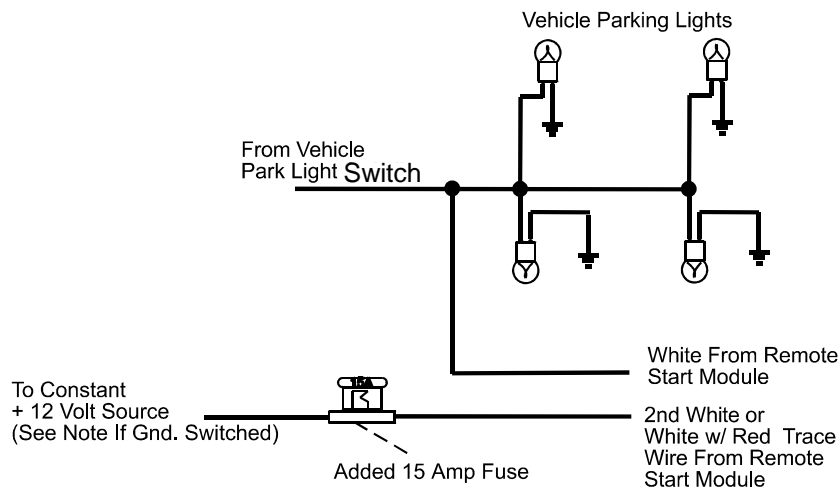 Vehicle Parking Lights
From Vehicle
Park Light Switch
White From Remote
Start Module
15A
To Constant
+ 12 Volt Source
(See Note If Gnd. Switched)
2nd White or
White w/ Red Trace
Wire From Remote
Start Module
Added 15 Amp Fuse